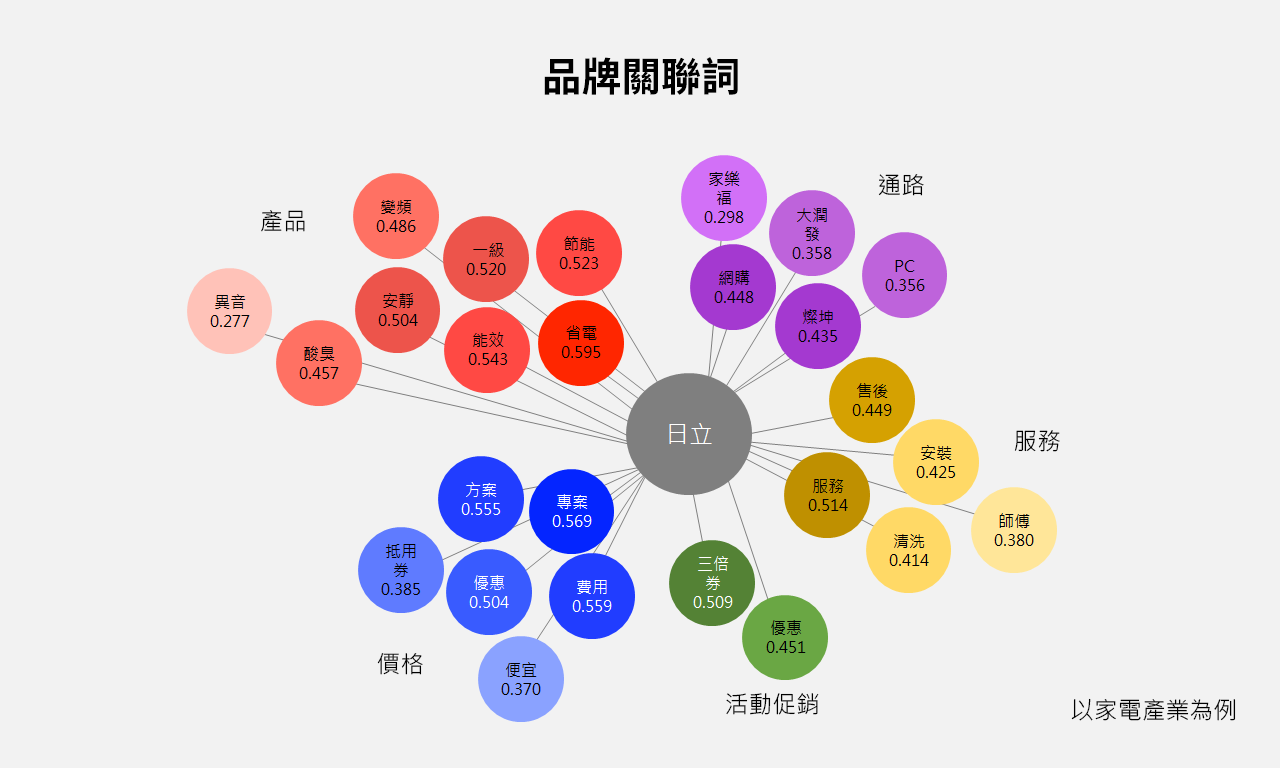 品牌關聯詞
產品
變頻
0.486
一級
0.520
節能
0.523
異音
0.277
安靜
0.504
酸臭
0.457
能效
0.543
省電
0.595
通路
家樂
福
0.298
大潤
發
0.358
PC
0.356
網購
0.448
燦坤
0.435
日立
服務
售後
0.449
安裝
0.425
服務
0.514
師傅
0.380
清洗
0.414
方案
0.555
專案
0.569
抵用
券
0.385
優惠
0.504
費用
0.559
便宜
0.370
價格
三倍
券
0.509
優惠
0.451
活動促銷
以家電產業為例